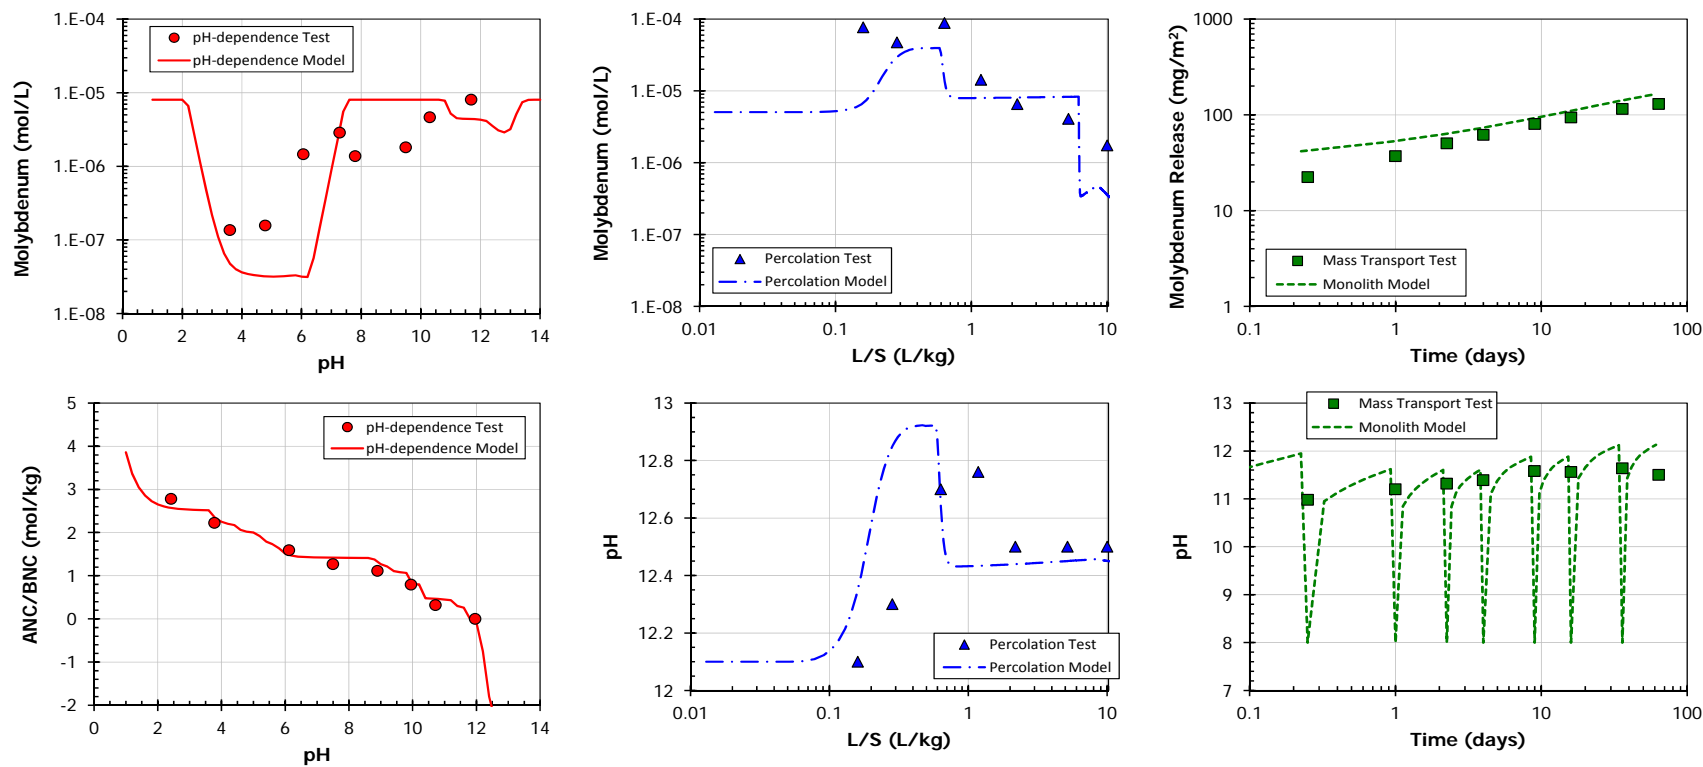 1.E-04
1.E-05
1.E-06
1.E-07
1.E-08
Molybdenum (mol/L)
pH-dependence Test
pH-dependence Model
0 2 4 6 8 10 12 14
pH
1.E-04
1.E-05
1.E-06
1.E-07
1.E-08
Molybdenum (mol/L)
Percolation Test
Percolation Model
0.01 0.1 1 10
L/S (L/kg)
1000
100
10
1
Molybdenum Release (mg/m²)
Mass Transport Test
Monolith Model
0.1 1 10 100
Time (days)
5
4
3
2
1
0
-1
-2
ANC/BNC (mol/kg)
pH-dependence Test
pH-dependence Model
0 2 4 6 8 10 12 14
pH
13
12.8
12.6
12.4
12.2
12
pH
Percolation Test
Percolation Model
0.01 0.1 1 10
L/S (L/kg)
13
12
11
10
9
8
7
pH
Mass Transport Test
Monolith Model
0.1 1 10 100
Time (days)